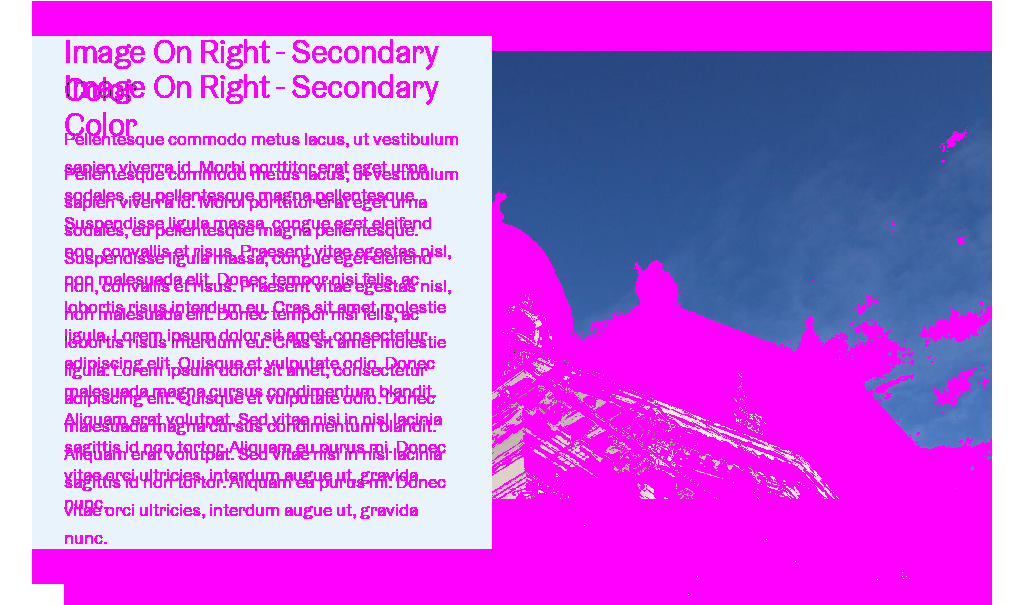 Image On Right - Secondary
Color
Image On Right - Secondary
Color
Pellentesque commodo metus lacus, ut vestibulum
sapien viverra id. Morbi porttitor erat eget urna
sodales, eu pellentesque magna pellentesque.
Suspendisse ligula massa, congue eget eleifend
non, convallis et risus. Praesent vitae egestas nisl,
non malesuada elit. Donec tempor nisi felis, ac
lobortis risus interdum eu. Cras sit amet molestie
ligula. Lorem ipsum dolor sit amet, consectetur
adipiscing elit. Quisque et vulputate odio. Donec
malesuada magna cursus condimentum blandit.
Aliquam erat volutpat. Sed vitae nisi in nisl lacinia
sagittis id non tortor. Aliquam eu purus mi. Donec
vitae orci ultricies, interdum augue ut, gravida
nunc.
Pellentesque commodo metus lacus, ut vestibulum
sapien viverra id. Morbi porttitor erat eget urna
sodales, eu pellentesque magna pellentesque.
Suspendisse ligula massa, congue eget eleifend
non, convallis et risus. Praesent vitae egestas nisl,
non malesuada elit. Donec tempor nisi felis, ac
lobortis risus interdum eu. Cras sit amet molestie
ligula. Lorem ipsum dolor sit amet, consectetur
adipiscing elit. Quisque et vulputate odio. Donec
malesuada magna cursus condimentum blandit.
Aliquam erat volutpat. Sed vitae nisi in nisl lacinia
sagittis id non tortor. Aliquam eu purus mi. Donec
vitae orci ultricies, interdum augue ut, gravida
nunc.